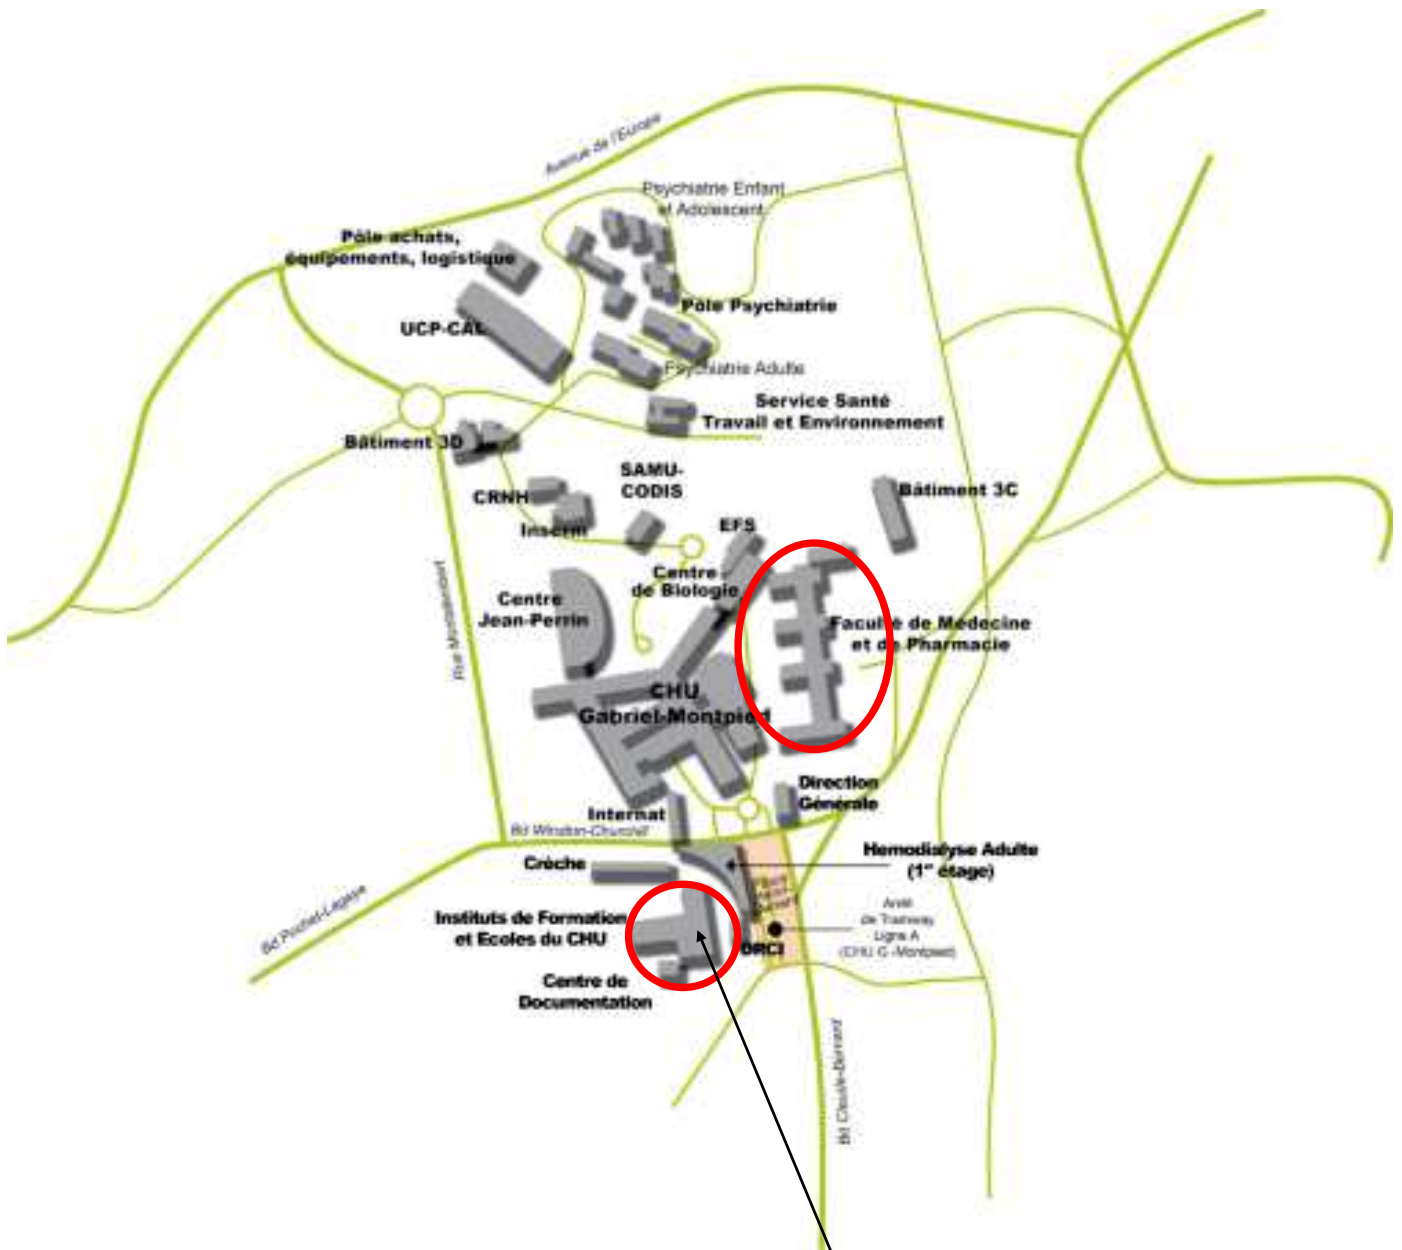 Avenue de l'Europe
Psychiatrie Enfant
et Adolescent
Pôle achats,
équipements, logistique
Pôle Psychiatrie
UCP-CAL
Psychiatrie Adulte
Service Santé
Travail et Environnement
Bâtiment 3D
SAMU-
CODIS
Bâtiment 3C
CRNH
Inserm
EFS
Centre
de Biologie
Centre
Jean-Perrin
Faculté de Médecine
et de Pharmacie
Rue Montalembert
CHU
Gabriel-Montpied
Direction
Générale
Internat
Bd Winston-Churchill
Crèche
Hemodialyse Adulte
(1er étage)
Bd Pochet-Lagaye
Instituts de Formation
et Ecoles du CHU
Arrêt
de Tramway
Ligne A
(CHU G.-Montpied)
DRCI
Centre de
Documentation
Bd Claude-Bernard